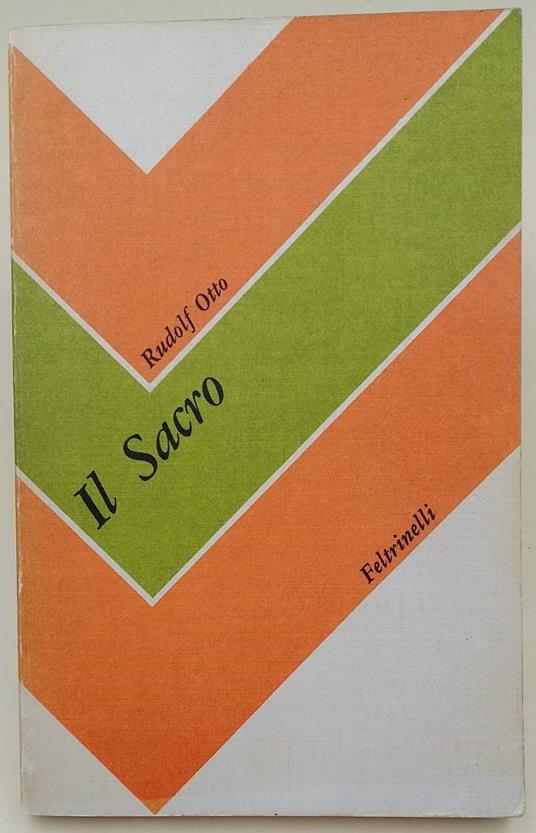 Rudolf Otto
Il Sacro
Feltrinelli